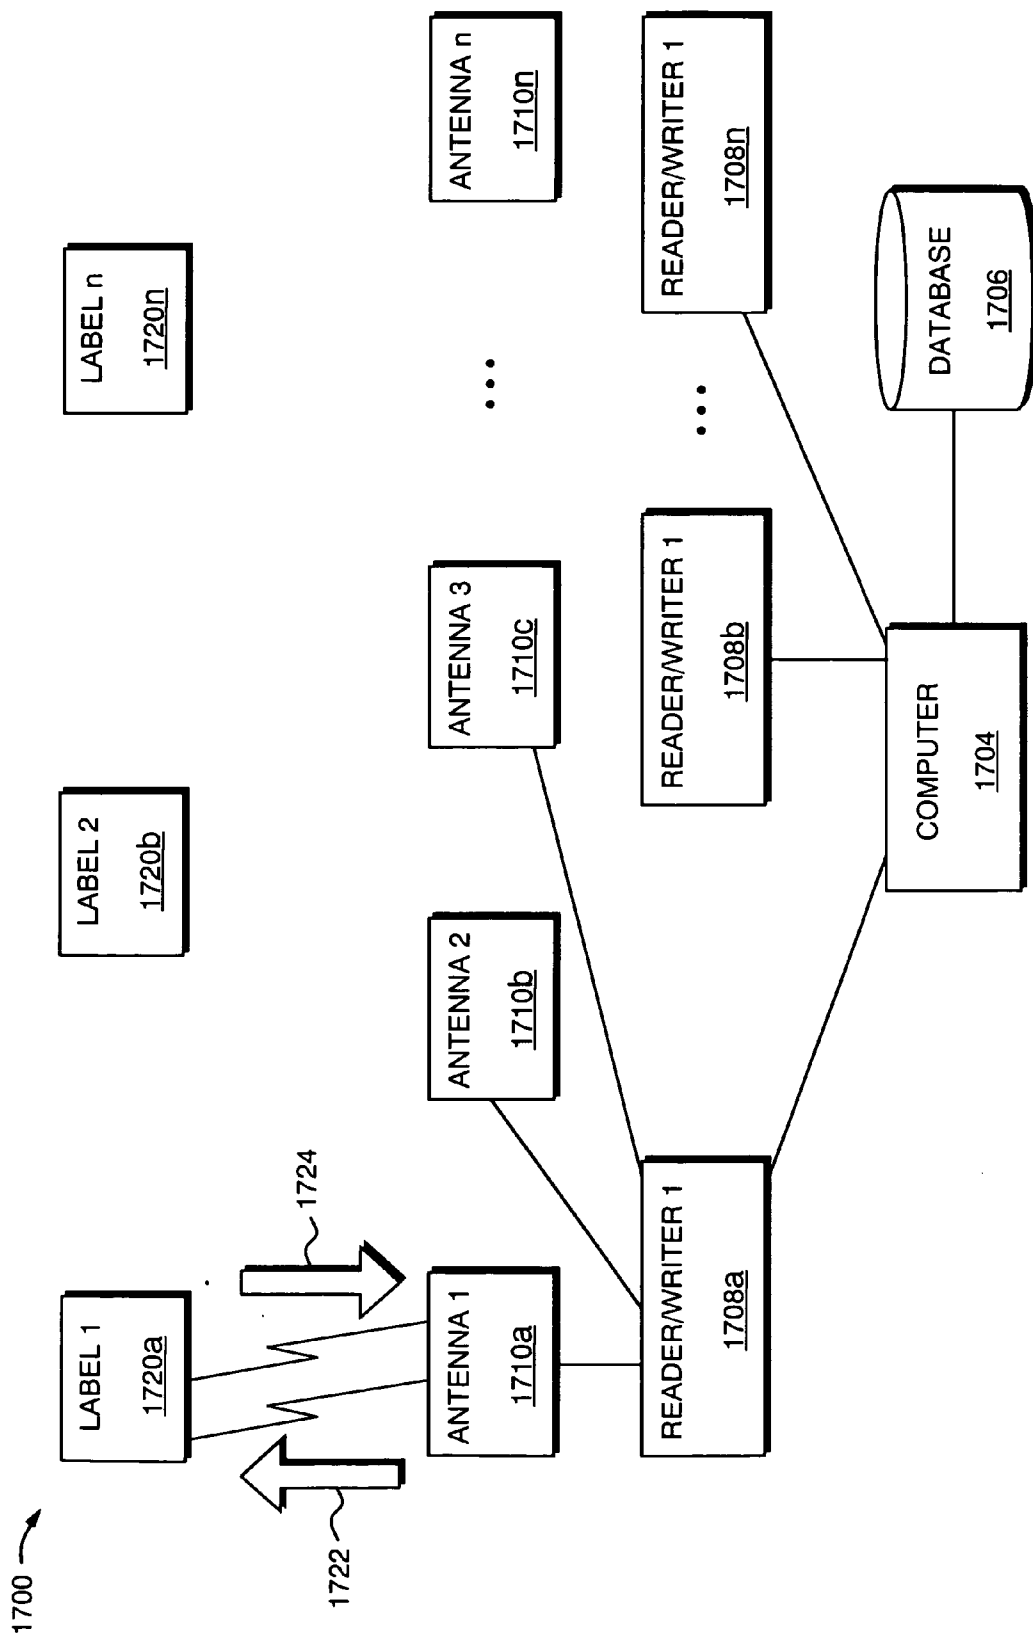 1700
LABEL 1
1720a
LABEL 2
1720b
LABEL n
1720n
1722
1724
ANTENNA 1
1710a
ANTENNA 2
1710b
ANTENNA 3
1710c
...
ANTENNA n
1710n
READER/WRITER 1
1708a
READER/WRITER 1
1708b
...
READER/WRITER 1
1708n
COMPUTER
1704
DATABASE
1706